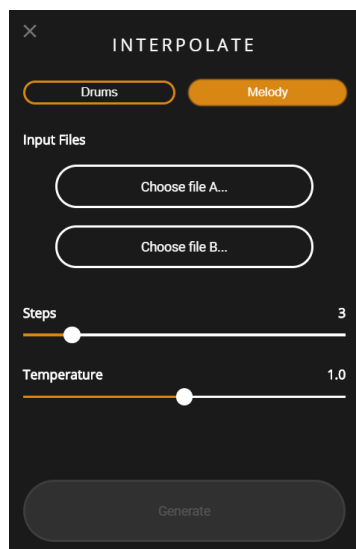 INTERPOLATE
Drums Melody
Input Files
Choose file A...
Choose file B...
Steps 3
Temperature 1.0
Generate